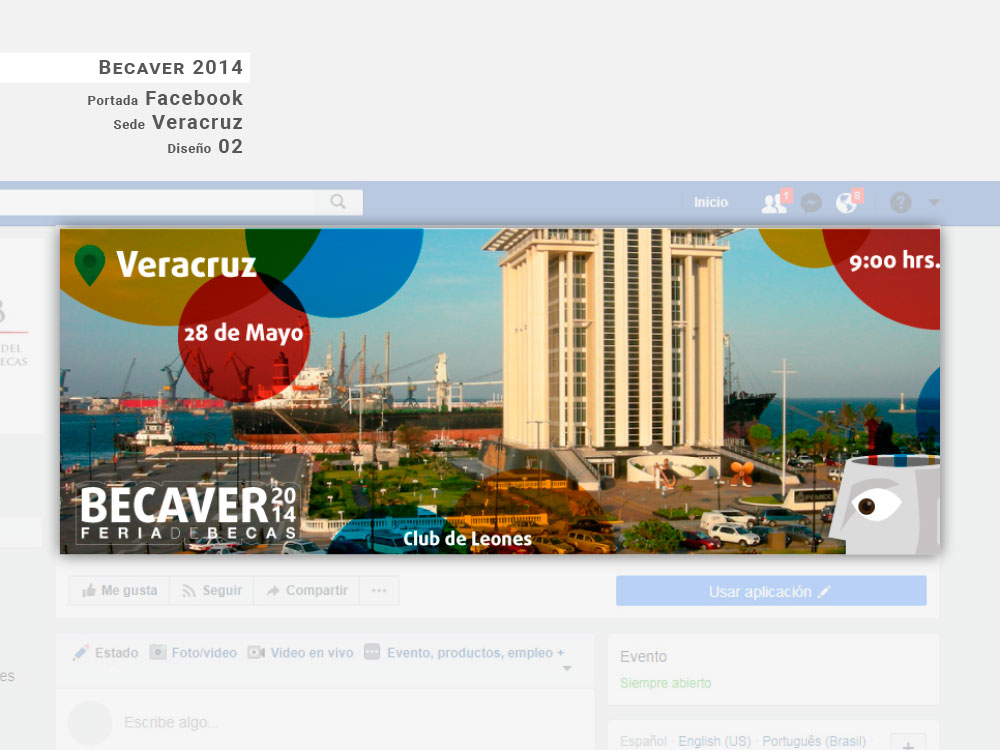 BECAVER 2014
Portada Facebook
Sede Veracruz
Diseño 02
Inicio
1
8
?
Veracruz
9:00 hrs.
28 de Mayo
DEL
ECAS
PEMEX
BECAVER 2014
FERIA DE BECAS
Club de Leones
Me gusta
Seguir
Compartir
Usar aplicación
Estado
Foto/video
Video en vivo
Evento, productos, empleo +
Evento
es
Siempre abierto
Escribe algo...
Español · English (US) · Português (Brasil) ·
+